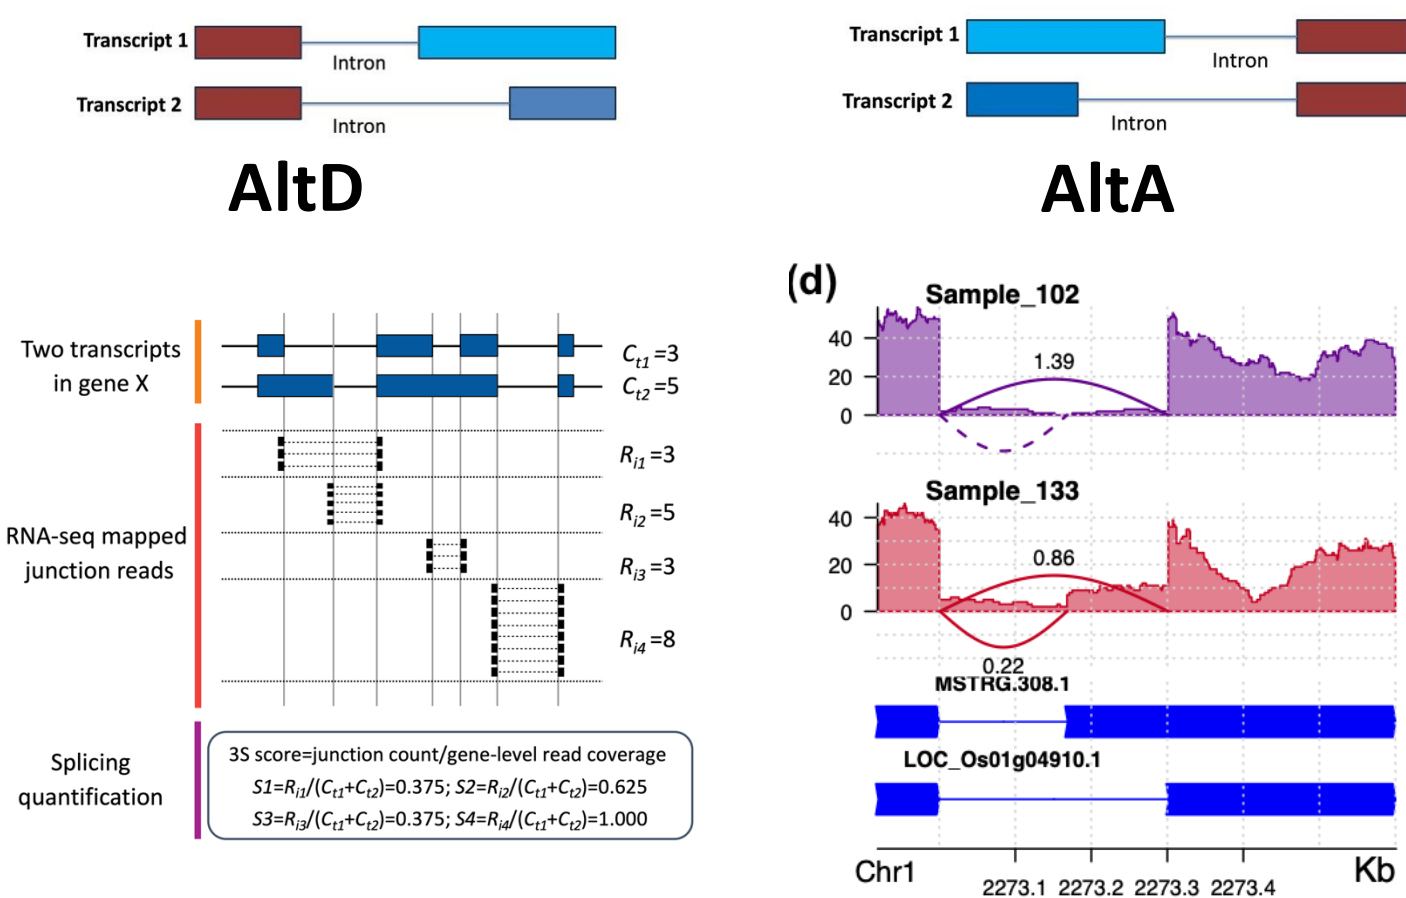 Transcript 1
Intron
Transcript 2
Intron
AltD
Transcript 1
Intron
Transcript 2
Intron
AltA
Two transcripts
in gene X
Ct1=3
Ct2=5
RNA-seq mapped
junction reads
Ri1=3
Ri2=5
Ri3=3
Ri4=8
Splicing
quantification
3S score=junction count/gene-level read coverage
S1=Ri1/(Ct1+Ct2)=0.375; S2=Ri2/(Ct1+Ct2)=0.625
S3=Ri3/(Ct1+Ct2)=0.375; S4=Ri4/(Ct1+Ct2)=1.000
(d)
Sample_102
40
20
0
1.39
Sample_133
40
20
0
0.86
0.22
MSTRG.308.1
LOC_Os01g04910.1
Chr1
2273.1 2273.2 2273.3 2273.4
Kb